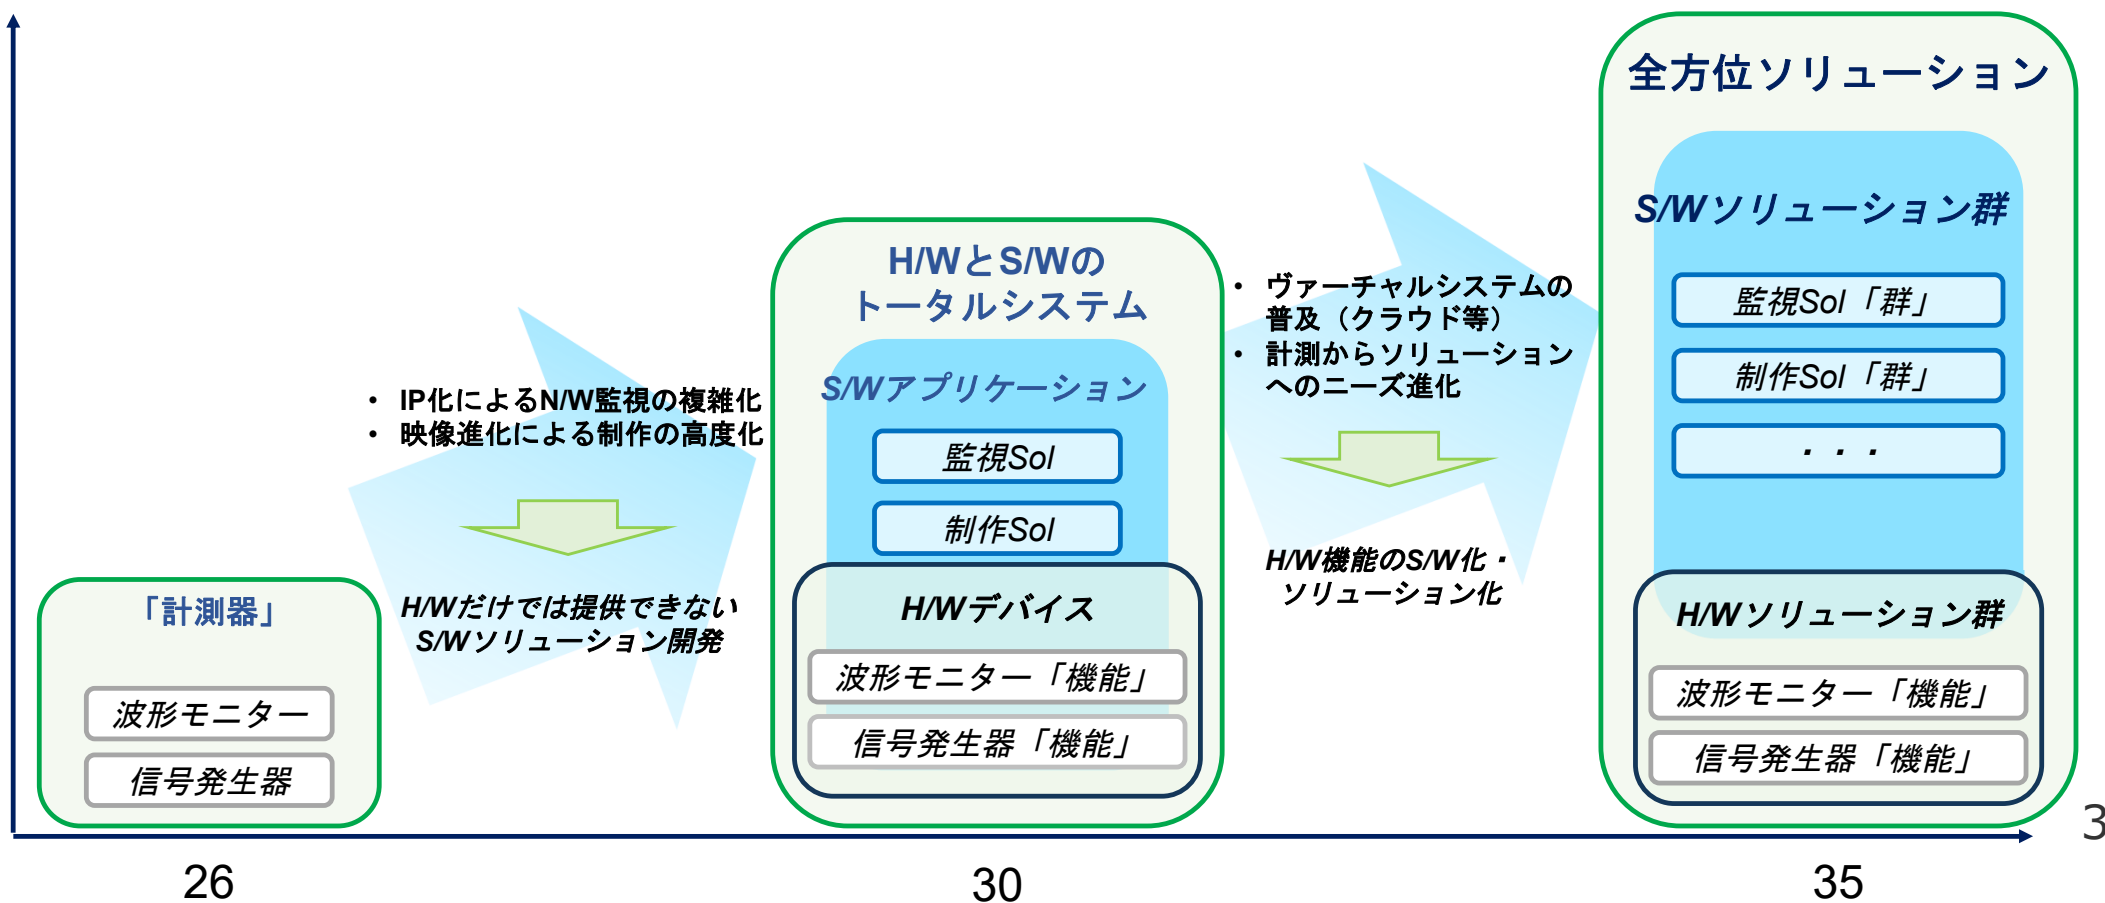 「計測器」
波形モニター
信号発生器
• IP化によるN/W監視の複雑化
• 映像進化による制作の高度化
H/Wだけでは提供できない
S/Wソリューション開発
H/WとS/Wの
トータルシステム
S/Wアプリケーション
監視Sol
制作Sol
H/Wデバイス
波形モニター「機能」
信号発生器「機能」
• ヴァーチャルシステムの
普及（クラウド等）
• 計測からソリューション
へのニーズ進化
H/W機能のS/W化・
ソリューション化
全方位ソリューション
S/Wソリューション群
監視Sol「群」
制作Sol「群」
・・・
H/Wソリューション群
波形モニター「機能」
信号発生器「機能」
3
26
30
35